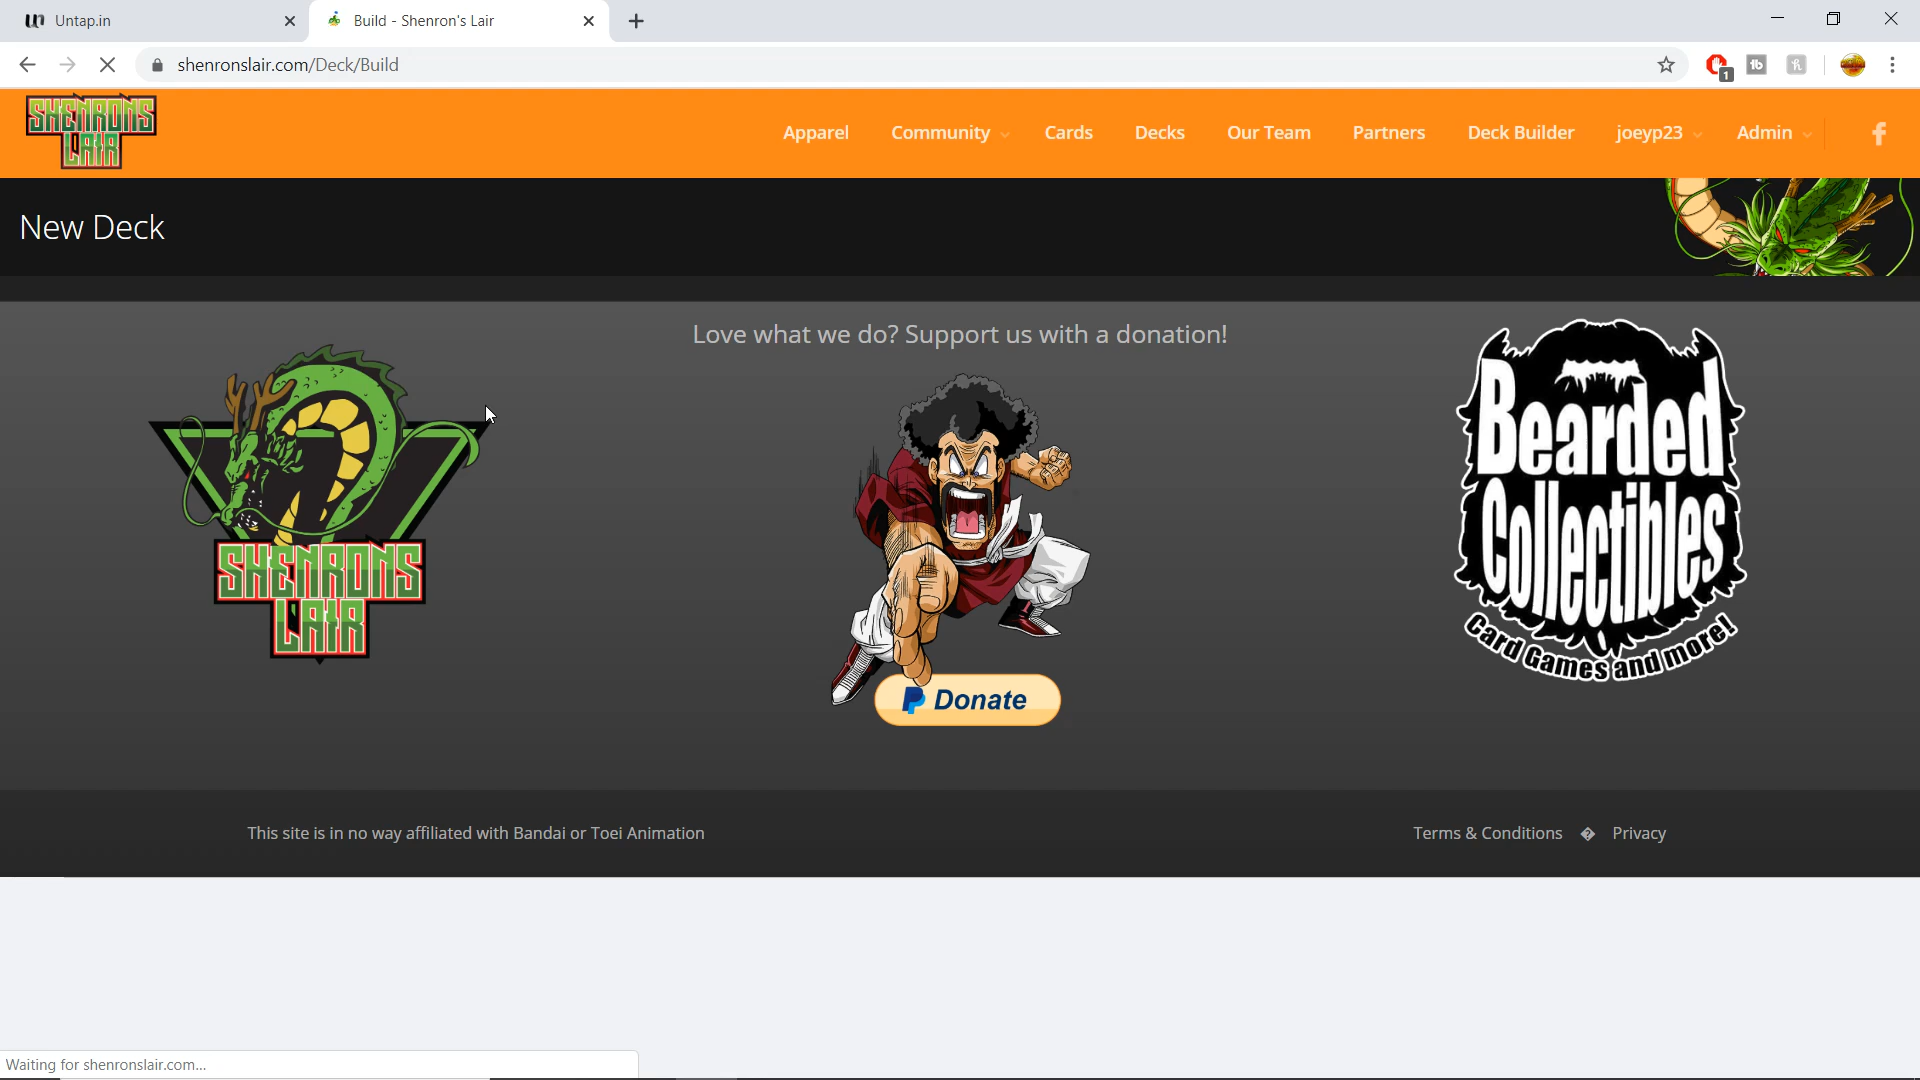 Untap.in
Build - Shenron's Lair
shenronslair.com/Deck/Build
1
SHENRONS
LAIR
Apparel
Community
Cards
Decks
Our Team
Partners
Deck Builder
joeyp23
Admin
New Deck
Love what we do? Support us with a donation!
SHENRONS
LAIR
Donate
Bearded
Collectibles
Card Games and more!
This site is in no way affiliated with Bandai or Toei Animation
Terms & Conditions � Privacy
Waiting for shenronslair.com...